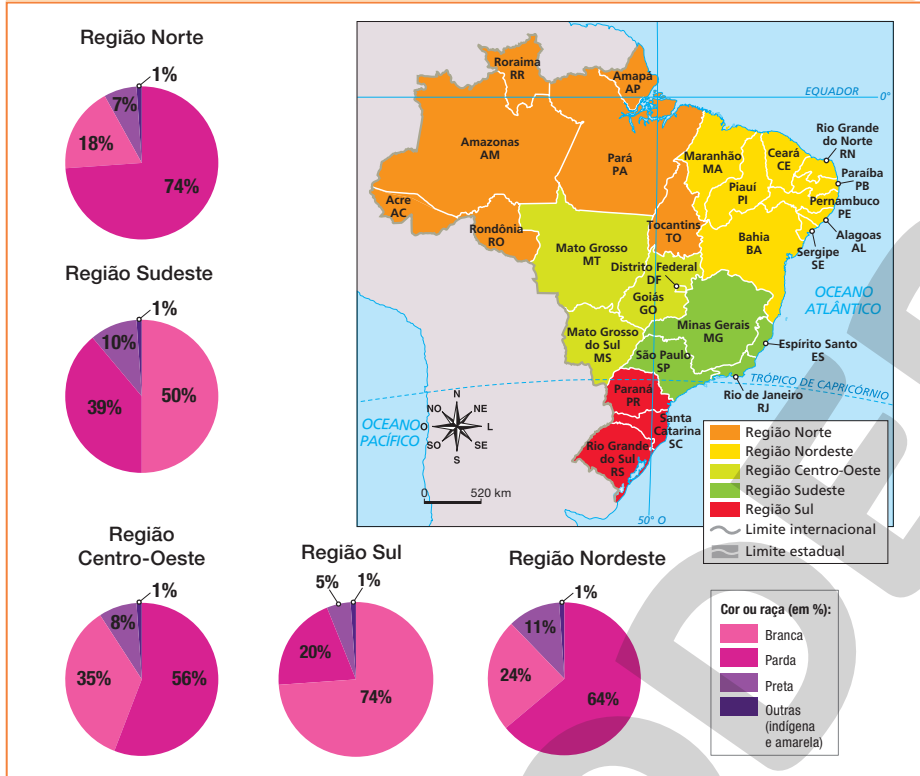 Região Norte
1%
7%
18%
74%
Região Sudeste
1%
10%
39%
50%
Região
Centro-Oeste
1%
8%
35%
56%
Região Sul
5%
1%
20%
74%
Região Nordeste
1%
11%
24%
64%
Roraima
RR
Amapá
AP
EQUADOR
0°
Amazonas
AM
Pará
PA
Maranhão
MA
Ceará
CE
Rio Grande
do Norte
RN
Paraíba
PB
Piauí
PI
Pernambuco
PE
Acre
AC
Rondônia
RO
Tocantins
TO
Alagoas
AL
Sergipe
SE
Bahia
BA
Mato Grosso
MT
Distrito Federal
DF
Goiás
GO
OCEANO
ATLÂNTICO
Minas Gerais
MG
Mato Grosso
do Sul
MS
São Paulo
SP
Espírito Santo
ES
TRÓPICO DE CAPRICÓRNIO
Rio de Janeiro
RJ
Paraná
PR
Santa
Catarina
SC
Rio Grande
do Sul
RS
OCEANO
PACÍFICO
N
NO
NE
O
L
SO
SE
S
0
520 km
50° O
Região Norte
Região Nordeste
Região Centro-Oeste
Região Sudeste
Região Sul
Limite internacional
Limite estadual
Cor ou raça (em %):
Branca
Parda
Preta
Outras
(indígena
e amarela)